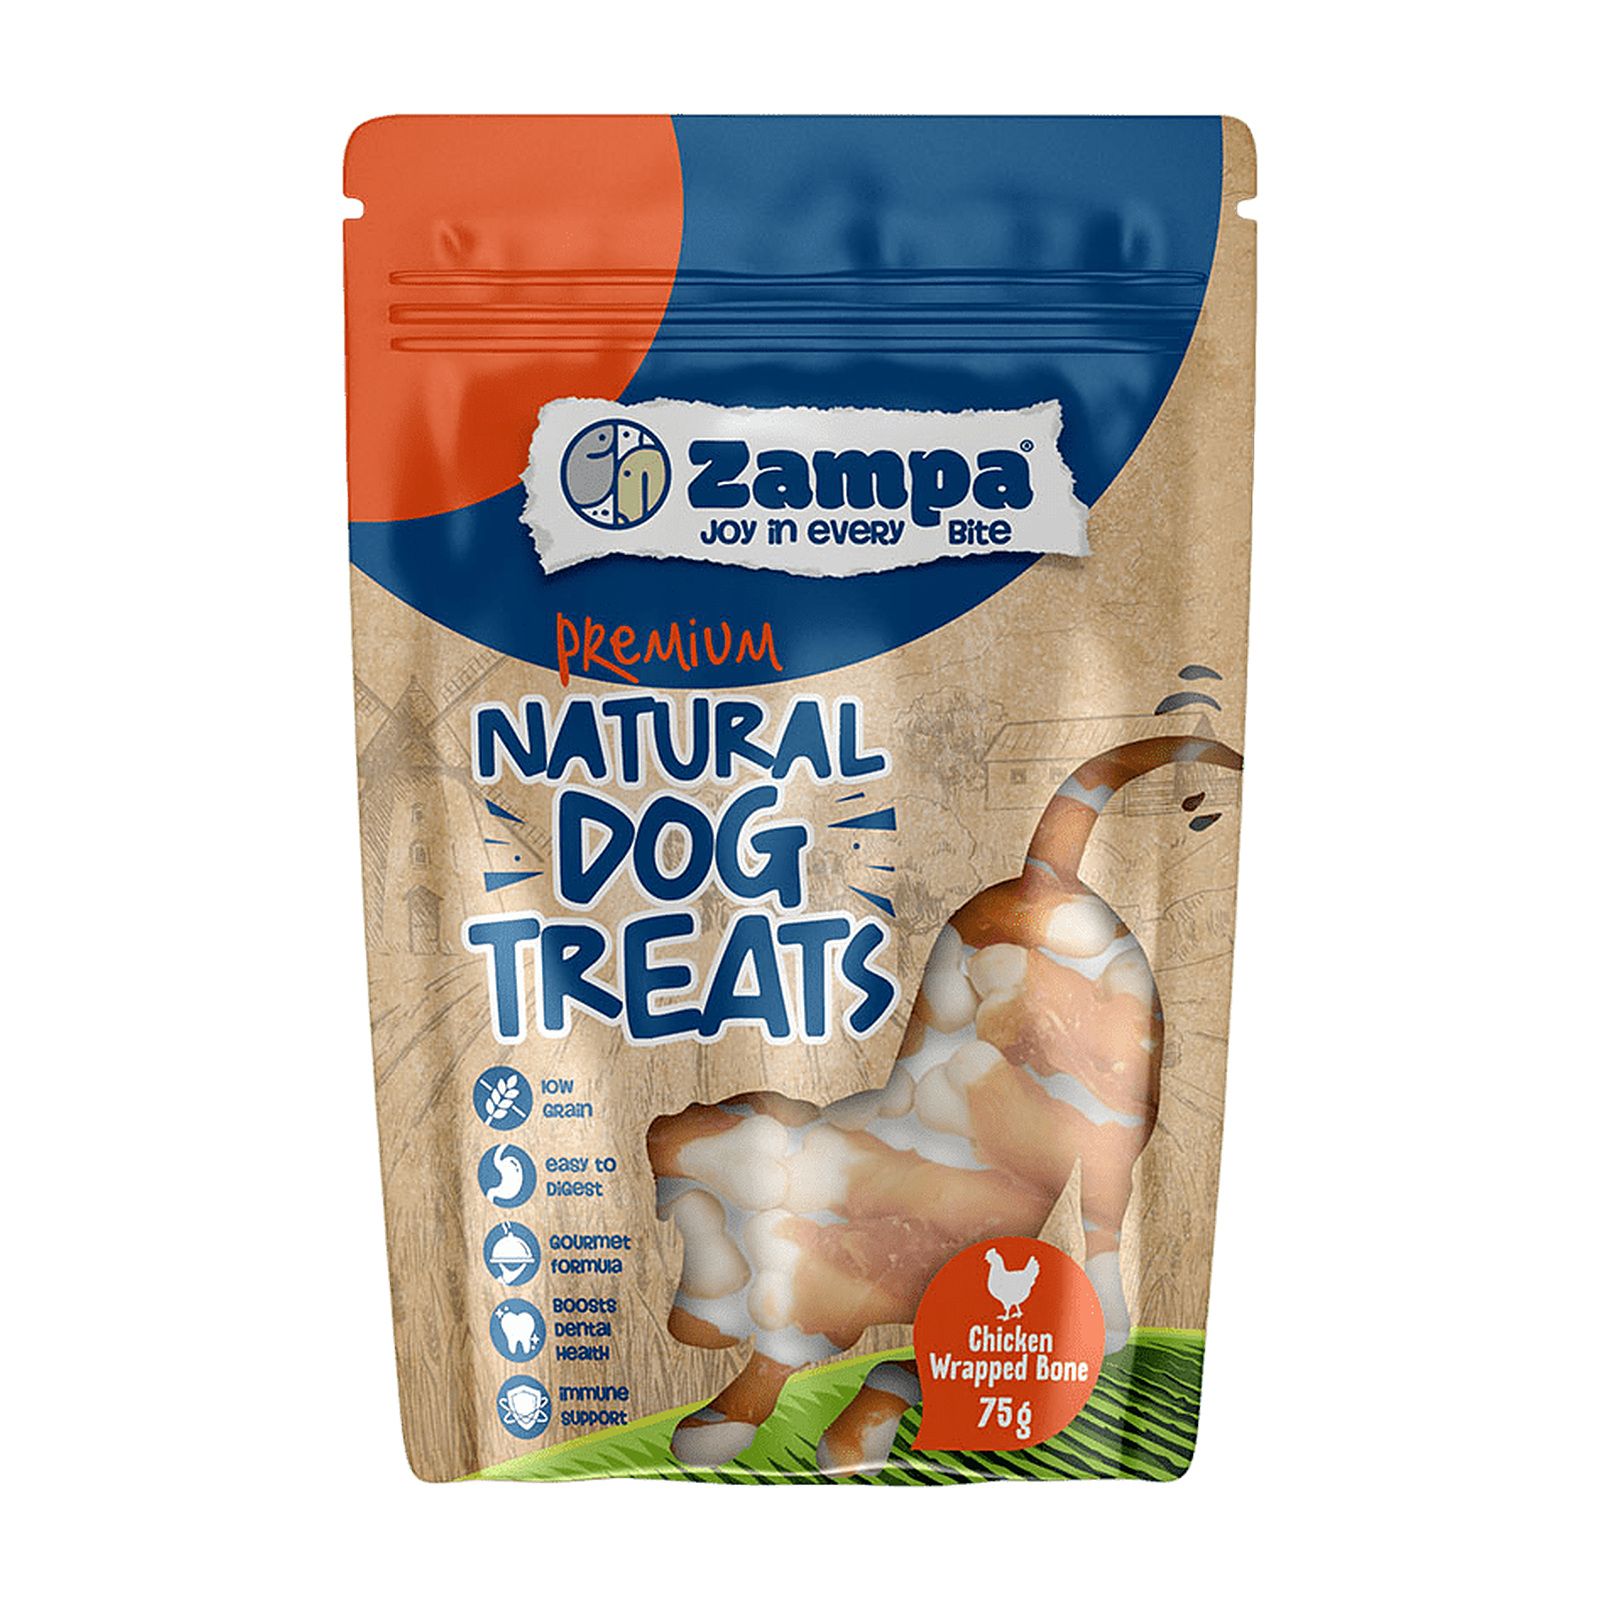 Zampa®
JOY in eveRY Bite
PReMiUM
NATURAL
DOG
TREATS
low
GRain
easy to
DiGest
GOURmet
formula
BOOSTS
Dental
HealtH
immune
SUPPORT
Chicken
Wrapped Bone
75g